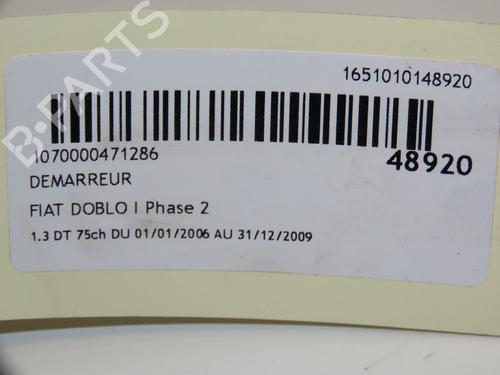 1651010148920
1070000471286
48920
DEMARREUR
FIAT DOBLO I Phase 2
1.3 DT 75ch DU 01/01/2006 AU 31/12/2009
B-PARTS